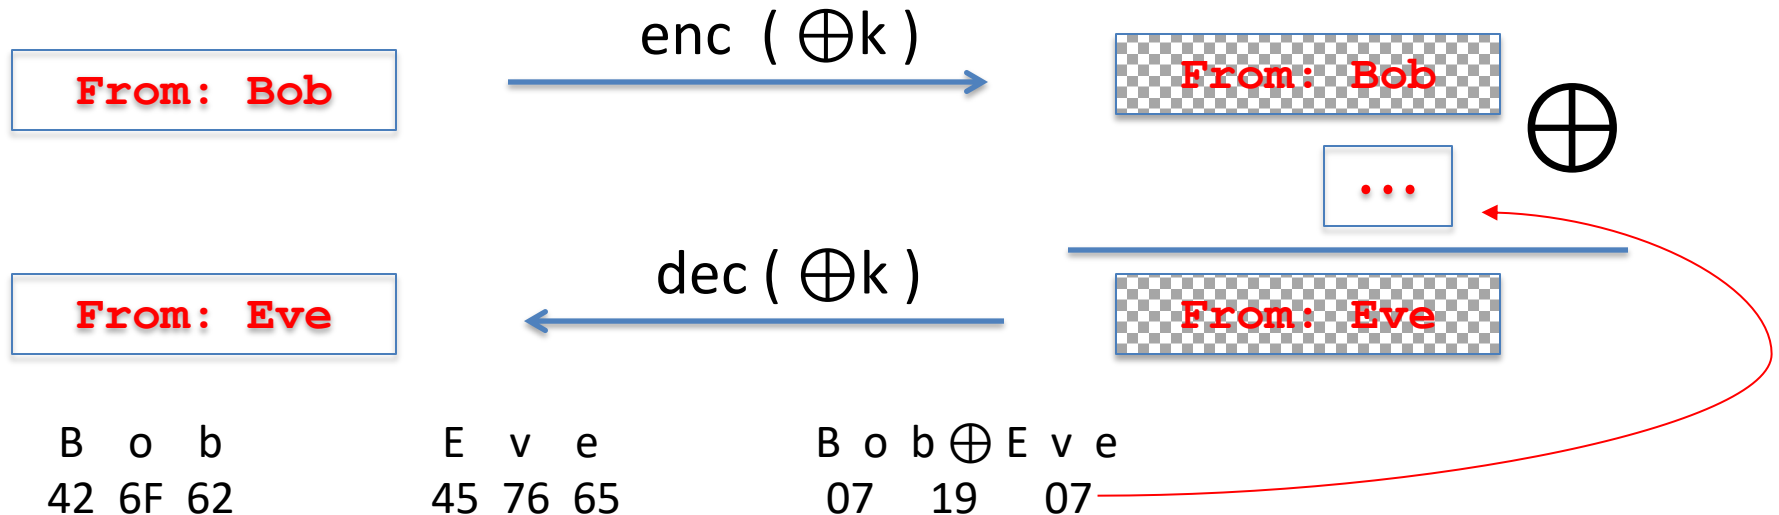 enc ( ⊕k )
From: Bob
From: Bob
⊕
...
dec ( ⊕k )
From: Eve
From: Eve
B o b
E v e
B o b ⊕ E v e
42 6F 62
45 76 65
07 19 07